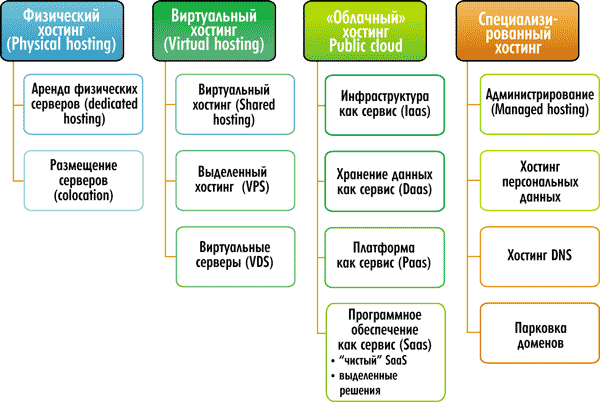 Физический
хостинг
(Physical hosting)
Аренда физических
серверов (dedicated
hosting)
Размещение
серверов
(colocation)
Виртуальный
хостинг
(Virtual hosting)
Виртуальный
хостинг (Shared
hosting)
Выделенный
хостинг (VPS)
Виртуальные
серверы (VDS)
«Облачный»
хостинг
Public cloud
Инфраструктура
как сервис (Iaas)
Хранение данных
как сервис (Daas)
Платформа
как сервис (Paas)
Программное
обеспечение
как сервис (Saas)
• “чистый” SaaS
• выделенные
решения
Специализи-
рованный
хостинг
Администрирование
(Managed hosting)
Хостинг
персональных
данных
Хостинг DNS
Парковка
доменов